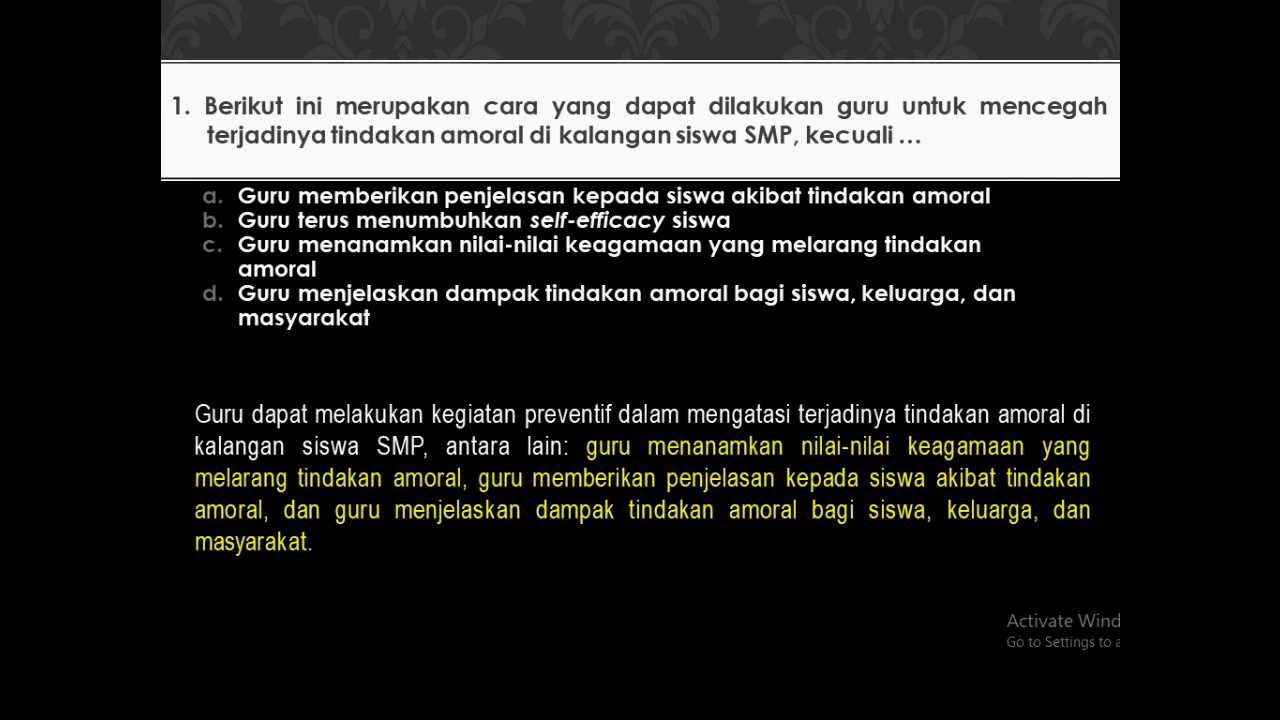 1. Berikut ini merupakan cara yang dapat dilakukan guru untuk mencegah
terjadinya tindakan amoral di kalangan siswa SMP, kecuali …
a. Guru memberikan penjelasan kepada siswa akibat tindakan amoral
b. Guru terus menumbuhkan self-efficacy siswa
c. Guru menanamkan nilai-nilai keagamaan yang melarang tindakan
amoral
d. Guru menjelaskan dampak tindakan amoral bagi siswa, keluarga, dan
masyarakat
Guru dapat melakukan kegiatan preventif dalam mengatasi terjadinya tindakan amoral di
kalangan siswa SMP, antara lain: guru menanamkan nilai-nilai keagamaan yang
melarang tindakan amoral, guru memberikan penjelasan kepada siswa akibat tindakan
amoral, dan guru menjelaskan dampak tindakan amoral bagi siswa, keluarga, dan
masyarakat.
Activate Wind
Go to Settings to a